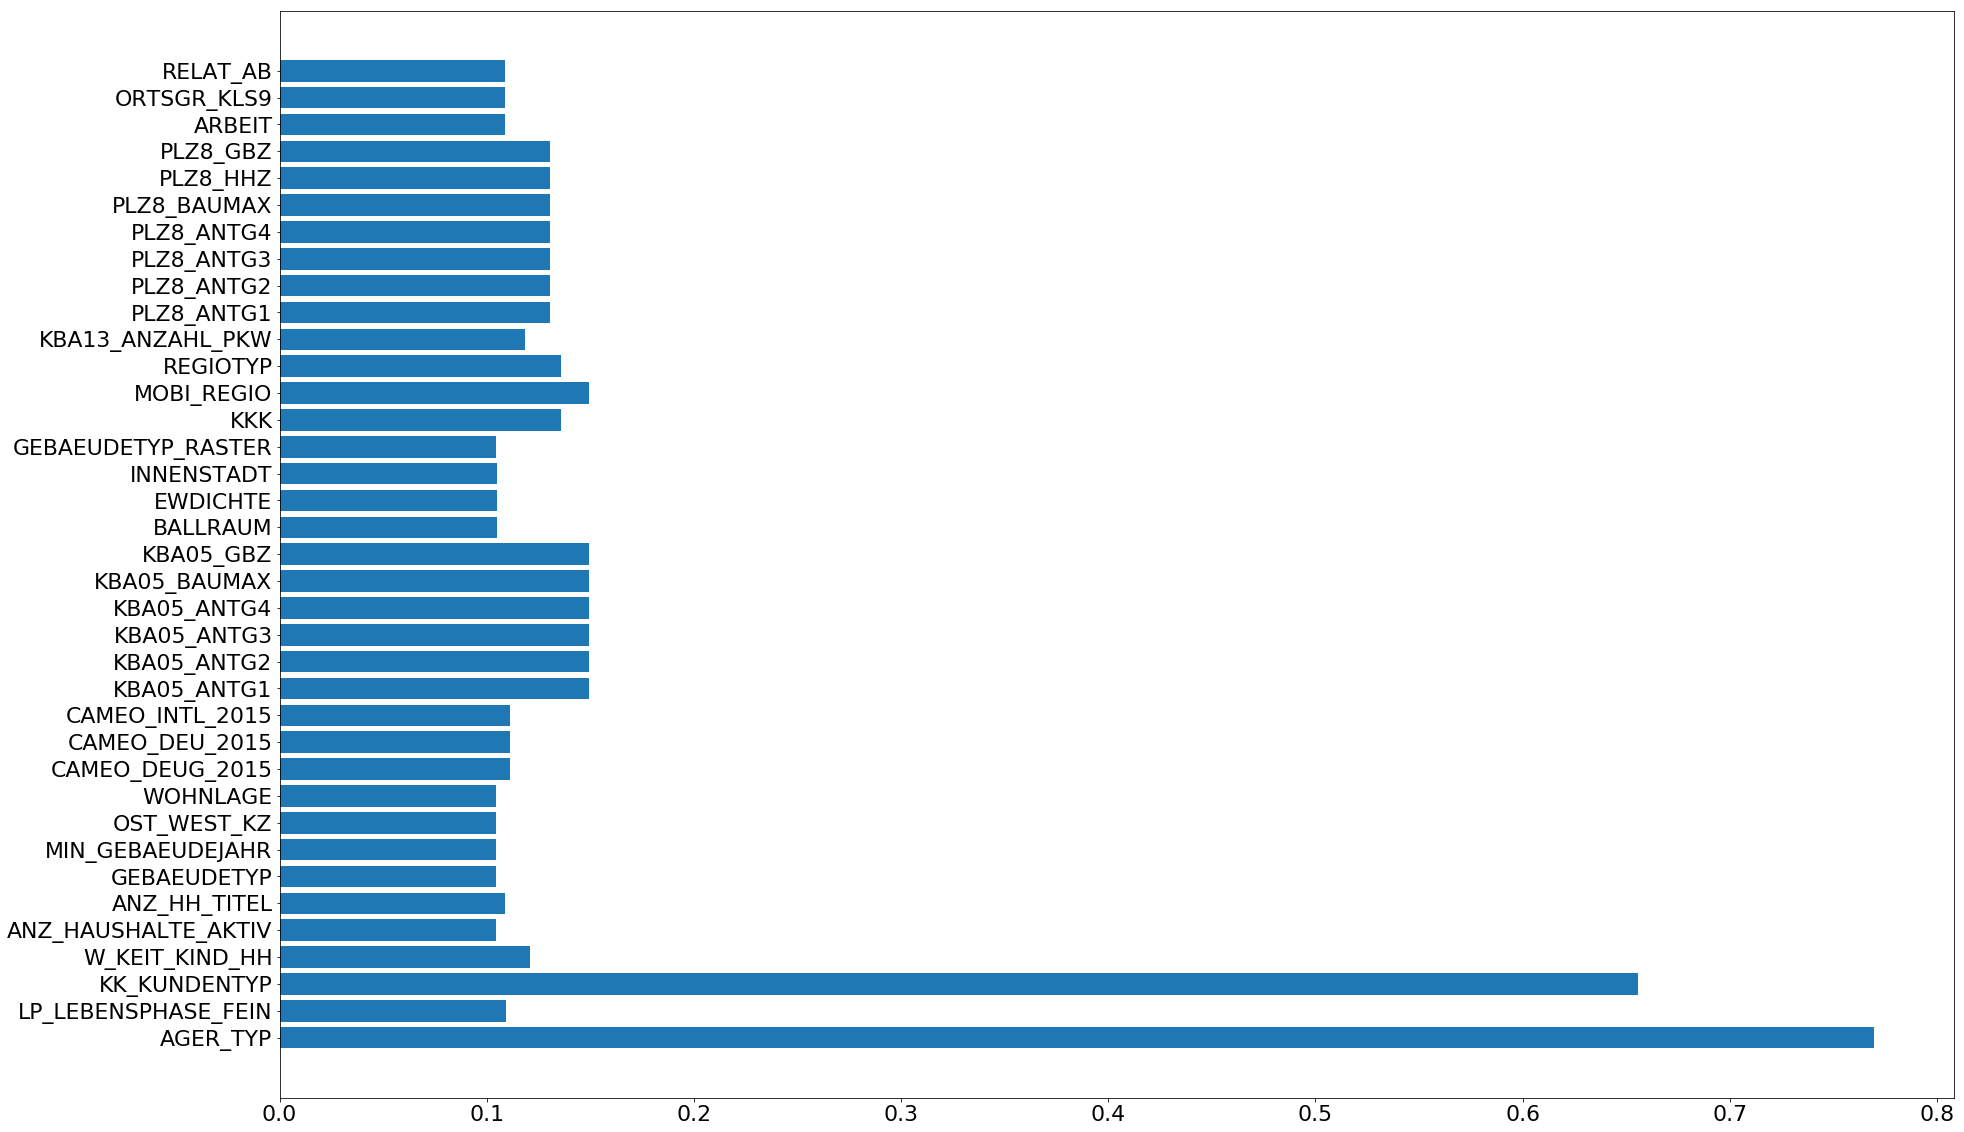 RELAT_AB
ORTSGR_KLS9
ARBEIT
PLZ8_GBZ
PLZ8_HHZ
PLZ8_BAUMAX
PLZ8_ANTG4
PLZ8_ANTG3
PLZ8_ANTG2
PLZ8_ANTG1
KBA13_ANZAHL_PKW
REGIOTYP
MOBI_REGIO
KKK
GEBAEUDETYP_RASTER
INNENSTADT
EWDICHTE
BALLRAUM
KBA05_GBZ
KBA05_BAUMAX
KBA05_ANTG4
KBA05_ANTG3
KBA05_ANTG2
KBA05_ANTG1
CAMEO_INTL_2015
CAMEO_DEU_2015
CAMEO_DEUG_2015
WOHNLAGE
OST_WEST_KZ
MIN_GEBAEUDEJAHR
GEBAEUDETYP
ANZ_HH_TITEL
ANZ_HAUSHALTE_AKTIV
W_KEIT_KIND_HH
KK_KUNDENTYP
LP_LEBENSPHASE_FEIN
AGER_TYP
0.0 0.1 0.2 0.3 0.4 0.5 0.6 0.7 0.8